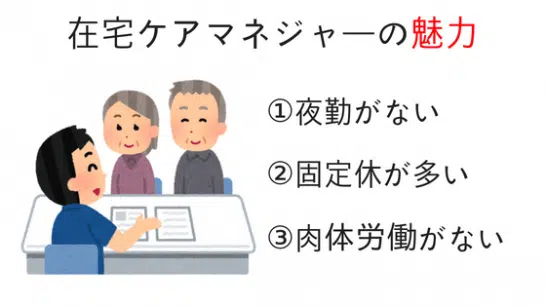 在宅ケアマネジャーの魅力
①夜勤がない
②固定休が多い
③肉体労働がない